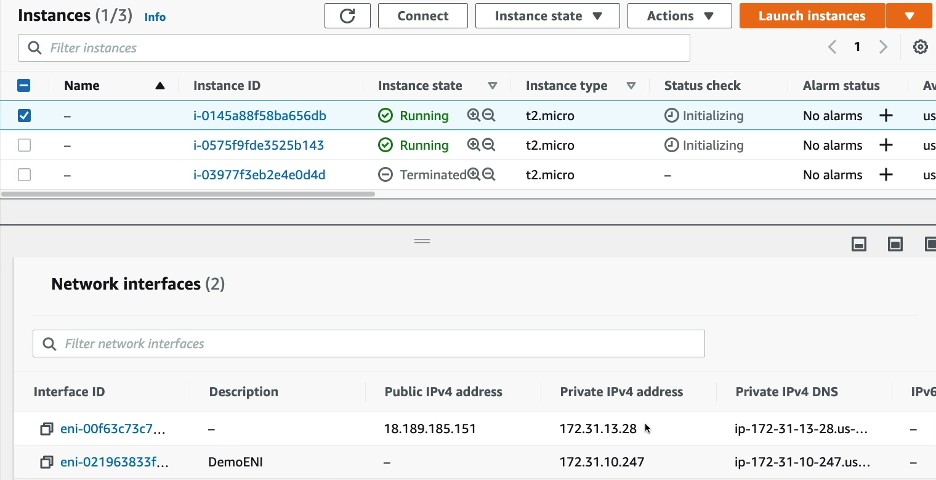 Instances (1/3) Info Connect Instance state Actions Launch instances
Filter instances 1
Name Instance ID Instance state Instance type Status check Alarm status Av
– i-0145a88f58ba656db Running t2.micro Initializing No alarms + us
– i-0575f9fde3525b143 Running t2.micro Initializing No alarms + us
– i-03977f3eb2e4e0d4d Terminated t2.micro – No alarms + us
Network interfaces (2)
Filter network interfaces
Interface ID Description Public IPv4 address Private IPv4 address Private IPv4 DNS IPv6
eni-00f63c73c7... – 18.189.185.151 172.31.13.28 ip-172-31-13-28.us-... –
eni-021963833f... DemoENI – 172.31.10.247 ip-172-31-10-247.us... –